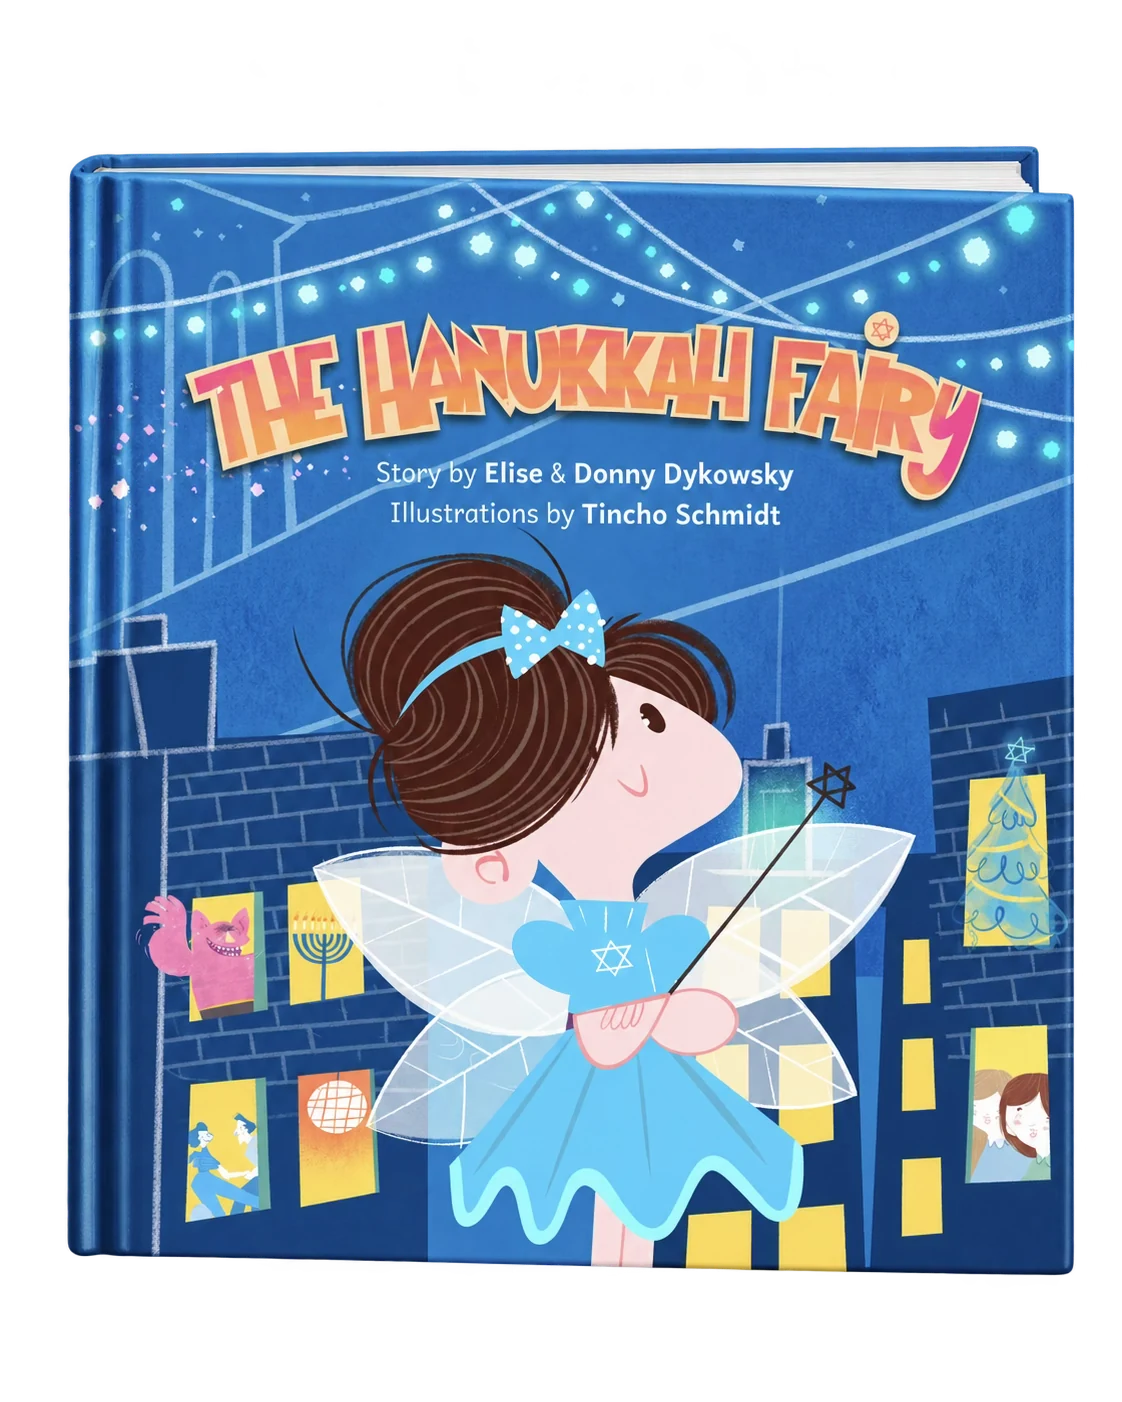 THE HANUKKAH FAiRy
Story by Elise & Donny Dykowsky
Illustrations by Tincho Schmidt